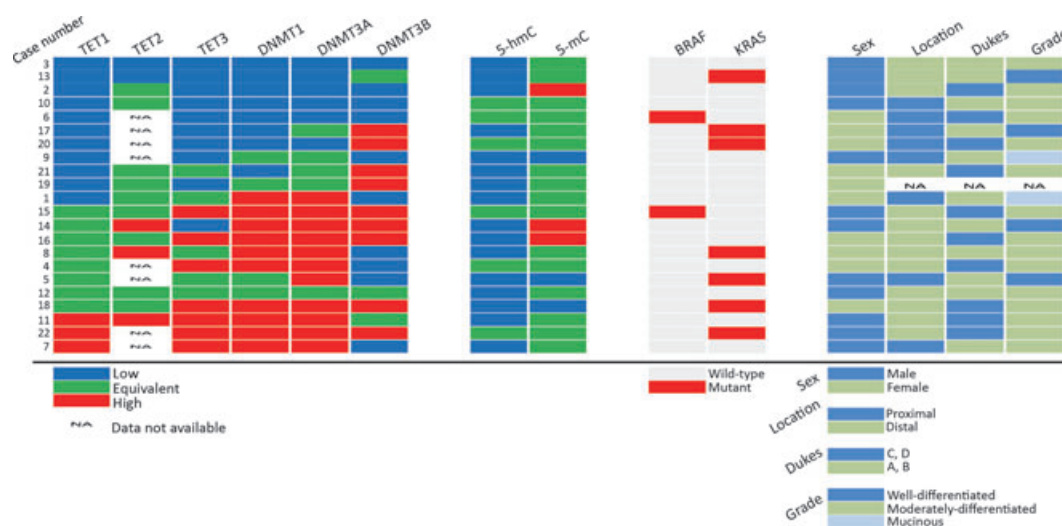 Case number TET1 TET2 TET3 DNMT1 DNMT3A DNMT3B 5-hmC 5-mC BRAF KRAS Sex Location Dukes Grade
3
13
2
10
6 NA
17 NA
20 NA
9 NA
21
19 NA NA NA
1
15
14
16
8
4 NA
5 NA
12
18
11
22 NA
7 NA
Low
Equivalent
High
NA Data not available
Wild-type
Mutant
Sex
Male
Female
Location
Proximal
Distal
Dukes
C, D
A, B
Grade
Well-differentiated
Moderately-differentiated
Mucinous